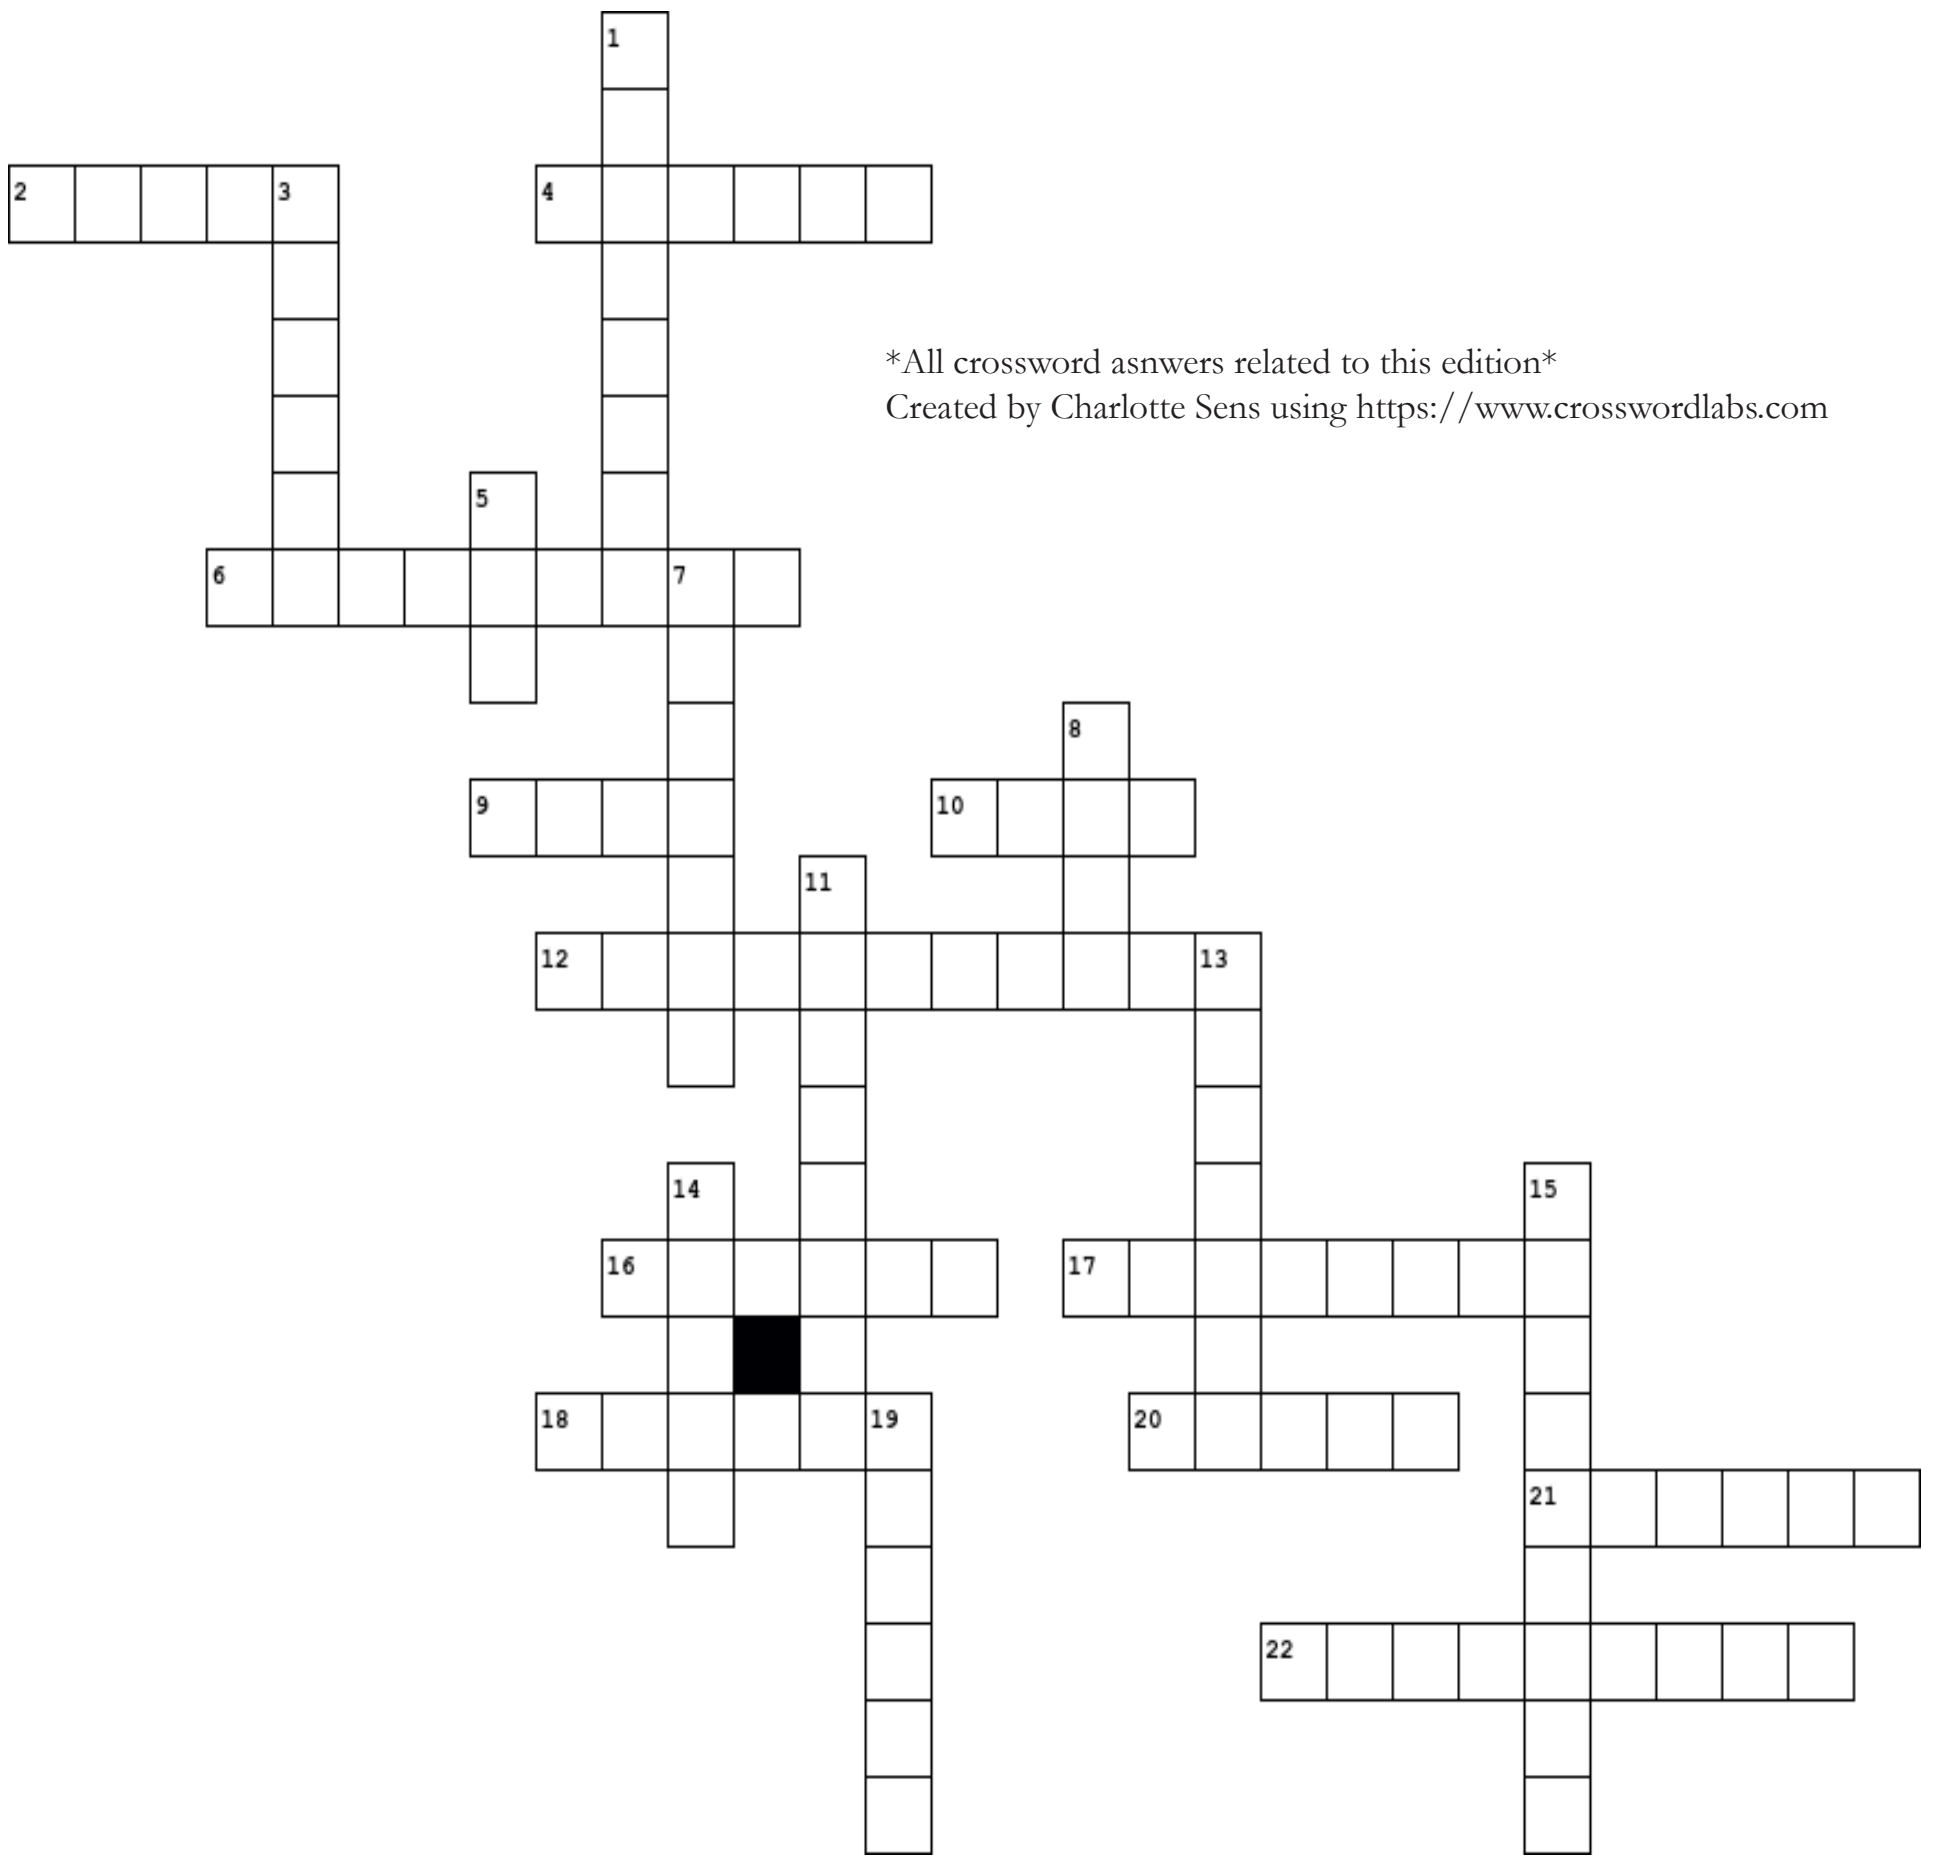 1
2 3 4
*All crossword asnwers related to this edition*
Created by Charlotte Sens using https://www.crosswordlabs.com
5
6 7
8
9 10
11
12 13
14 15
16 17
18 19 20
21
22